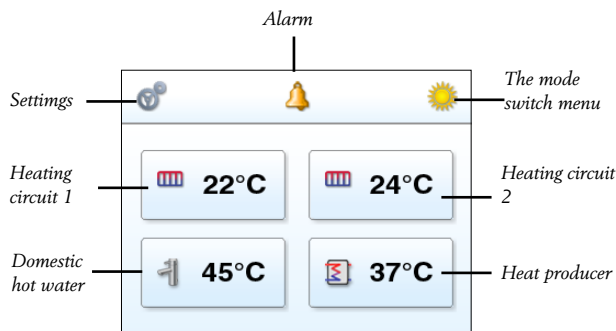 Alarm
Settimgs
The mode
switch menu
Heating
circuit 1
22°C
24°C
Heating circuit
2
Domestic
hot water
45°C
37°C
Heat producer